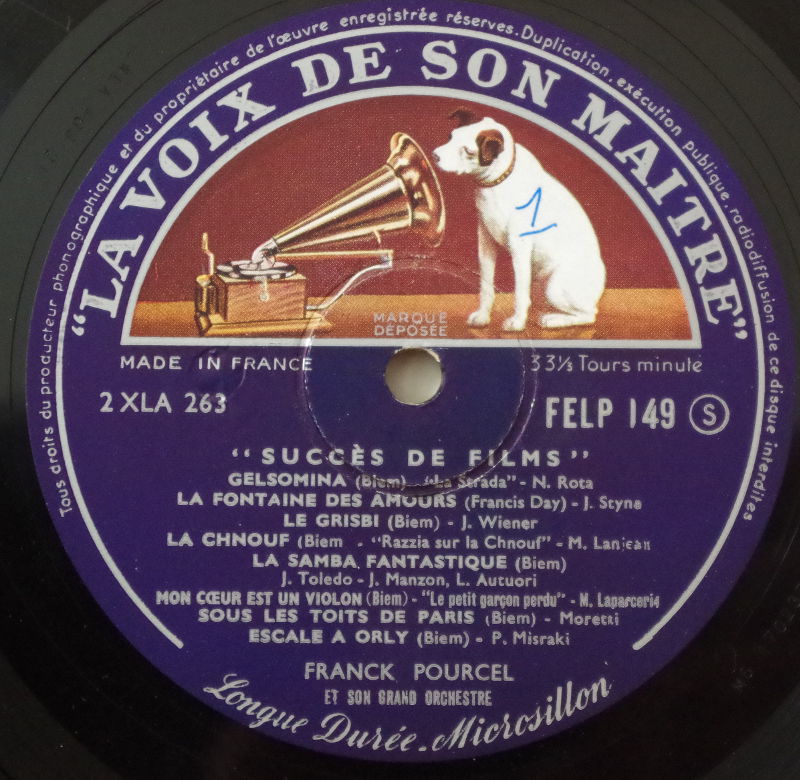 Tous droits du producteur phonographique et du propriétaire de l'œuvre enregistrée réservés. Duplication, exécution publique, radiodiffusion de ce disque interdites
“LA VOIX DE SON MAITRE”
1
MARQUE
DÉPOSÉE
MADE IN FRANCE
33⅓ Tours minute
2 XLA 263
FELP 149 Ⓢ
“SUCCÈS DE FILMS”
GELSOMINA (Biem) - “La Strada” - N. Rota
LA FONTAINE DES AMOURS (Francis Day) - J. Styne
LE GRISBI (Biem) - J. Wiener
LA CHNOUF (Biem - “Razzia sur la Chnouf” - M. Lanjean
LA SAMBA FANTASTIQUE (Biem)
J. Toledo - J. Manzon, L. Autuori
MON CŒUR EST UN VIOLON (Biem) - “Le petit garçon perdu” - M. Laparcerie
SOUS LES TOITS DE PARIS (Biem) - Moretti
ESCALE A ORLY (Biem) - P. Misraki
FRANCK POURCEL
ET SON GRAND ORCHESTRE
Longue Durée - Microsillon